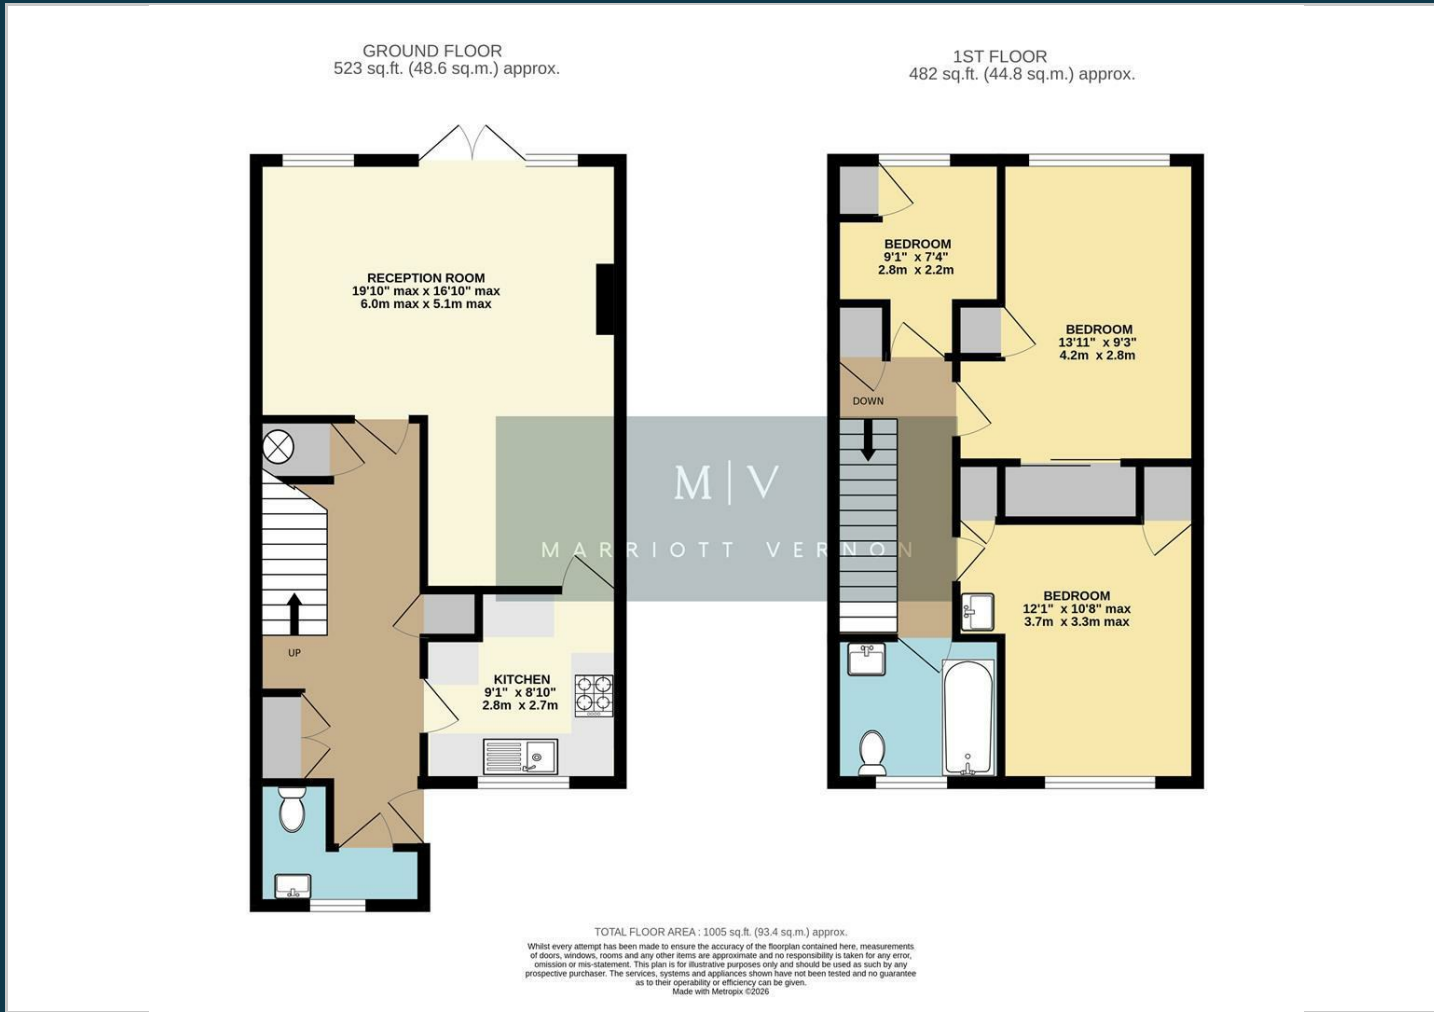 GROUND FLOOR
523 sq.ft. (48.6 sq.m.) approx.
1ST FLOOR
482 sq.ft. (44.8 sq.m.) approx.
RECEPTION ROOM
19'10" max x 16'10" max
6.0m max x 5.1m max
UP
KITCHEN
9'1" x 8'10"
2.8m x 2.7m
BEDROOM
9'1" x 7'4"
2.8m x 2.2m
BEDROOM
13'11" x 9'3"
4.2m x 2.8m
DOWN
M | V
MARRIOTT VERNON
BEDROOM
12'1" x 10'8" max
3.7m x 3.3m max
TOTAL FLOOR AREA : 1005 sq.ft. (93.4 sq.m.) approx.
Whilst every attempt has been made to ensure the accuracy of the floorplan contained here, measurements
of doors, windows, rooms and any other items are approximate and no responsibility is taken for any error,
omission or mis-statement. This plan is for illustrative purposes only and should be used as such by any
prospective purchaser. The services, systems and appliances shown have not been tested and no guarantee
as to their operability or efficiency can be given.
Made with Metropix ©2026